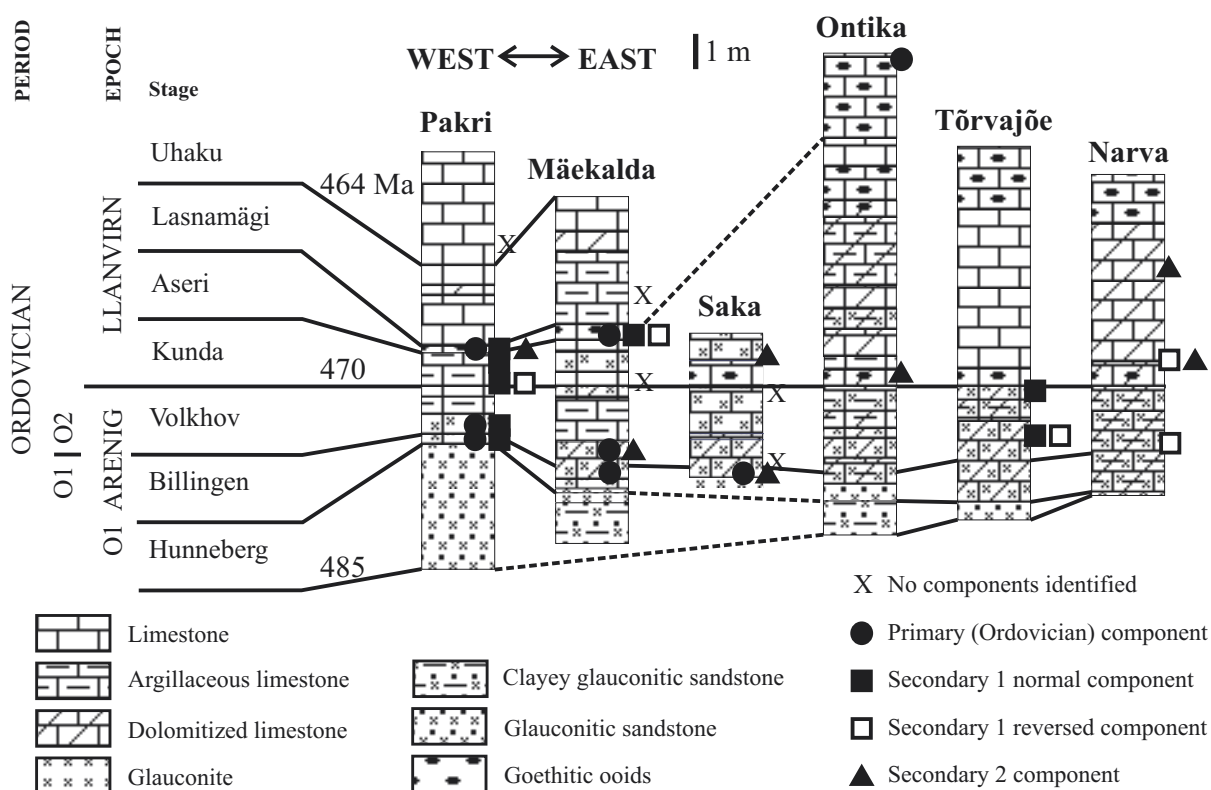 PERIOD
EPOCH
Stage
WEST EAST
1 m
Pakri
Mäekalda
Saka
Ontika
Tõrvajõe
Narva
ORDOVICIAN
O1 O2
LLANVIRN
O1 ARENIG
Uhaku
464 Ma
Lasnamägi
Aseri
Kunda
470
Volkhov
Billingen
Hunneberg
485
X
X
X
X
X
Limestone
Argillaceous limestone
Dolomitized limestone
Glauconite
Clayey glauconitic sandstone
Glauconitic sandstone
Goethitic ooids
X No components identified
Primary (Ordovician) component
Secondary 1 normal component
Secondary 1 reversed component
Secondary 2 component